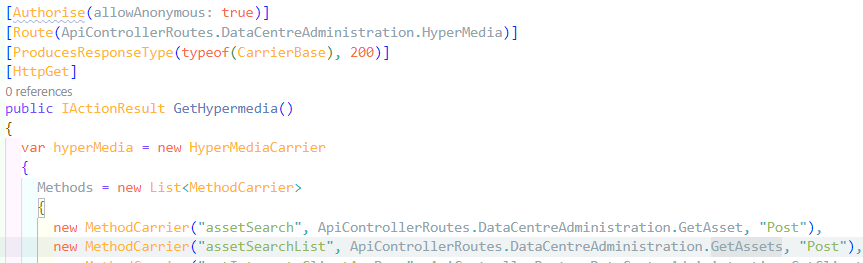 [Authorise(allowAnonymous: true)]
[Route(ApiControllerRoutes.DataCentreAdministration.HyperMedia)]
[ProducesResponseType(typeof(CarrierBase), 200)]
[HttpGet]
0 references
public IActionResult GetHypermedia()
{
var hyperMedia = new HyperMediaCarrier
{
Methods = new List<MethodCarrier>
{
new MethodCarrier("assetSearch", ApiControllerRoutes.DataCentreAdministration.GetAsset, "Post"),
new MethodCarrier("assetSearchList", ApiControllerRoutes.DataCentreAdministration.GetAssets, "Post"),